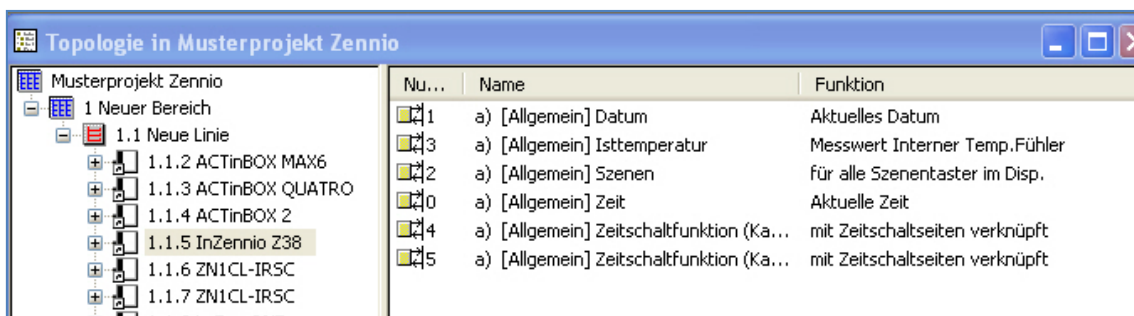 Topologie in Musterprojekt Zennio
Musterprojekt Zennio
1 Neuer Bereich
1.1 Neue Linie
1.1.2 ACTinBOX MAX6
1.1.3 ACTinBOX QUATRO
1.1.4 ACTinBOX 2
1.1.5 InZennio Z38
1.1.6 ZN1CL-IRSC
1.1.7 ZN1CL-IRSC
Nu... Name Funktion
1 a) [Allgemein] Datum Aktuelles Datum
3 a) [Allgemein] Isttemperatur Messwert Interner Temp.Fühler
2 a) [Allgemein] Szenen für alle Szenentaster im Disp.
0 a) [Allgemein] Zeit Aktuelle Zeit
4 a) [Allgemein] Zeitschaltfunktion (Ka... mit Zeitschaltseiten verknüpft
5 a) [Allgemein] Zeitschaltfunktion (Ka... mit Zeitschaltseiten verknüpft